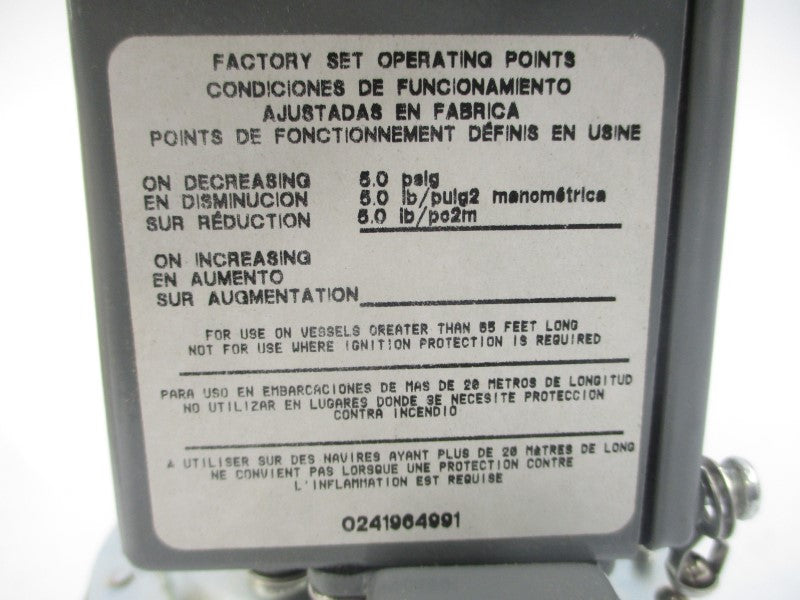 FACTORY SET OPERATING POINTS
CONDICIONES DE FUNCIONAMIENTO
AJUSTADAS EN FABRICA
POINTS DE FONCTIONNEMENT DÉFINIS EN USINE
ON DECREASING 5.0 psig
EN DISMINUCION 5.0 lb/pulg2 manométrica
SUR RÉDUCTION 5.0 lb/po2m
ON INCREASING
EN AUMENTO
SUR AUGMENTATION
FOR USE ON VESSELS GREATER THAN 65 FEET LONG
NOT FOR USE WHERE IGNITION PROTECTION IS REQUIRED
PARA USO EN EMBARCACIONES DE MAS DE 20 METROS DE LONGITUD
NO UTILIZAR EN LUGARES DONDE SE NECESITE PROTECCION
CONTRA INCENDIO
A UTILISER SUR DES NAVIRES AYANT PLUS DE 20 MèTRES DE LONG
NE CONVIENT PAS LORSQUE UNE PROTECTION CONTRE
L'INFLAMMATION EST REQUISE
0241964991